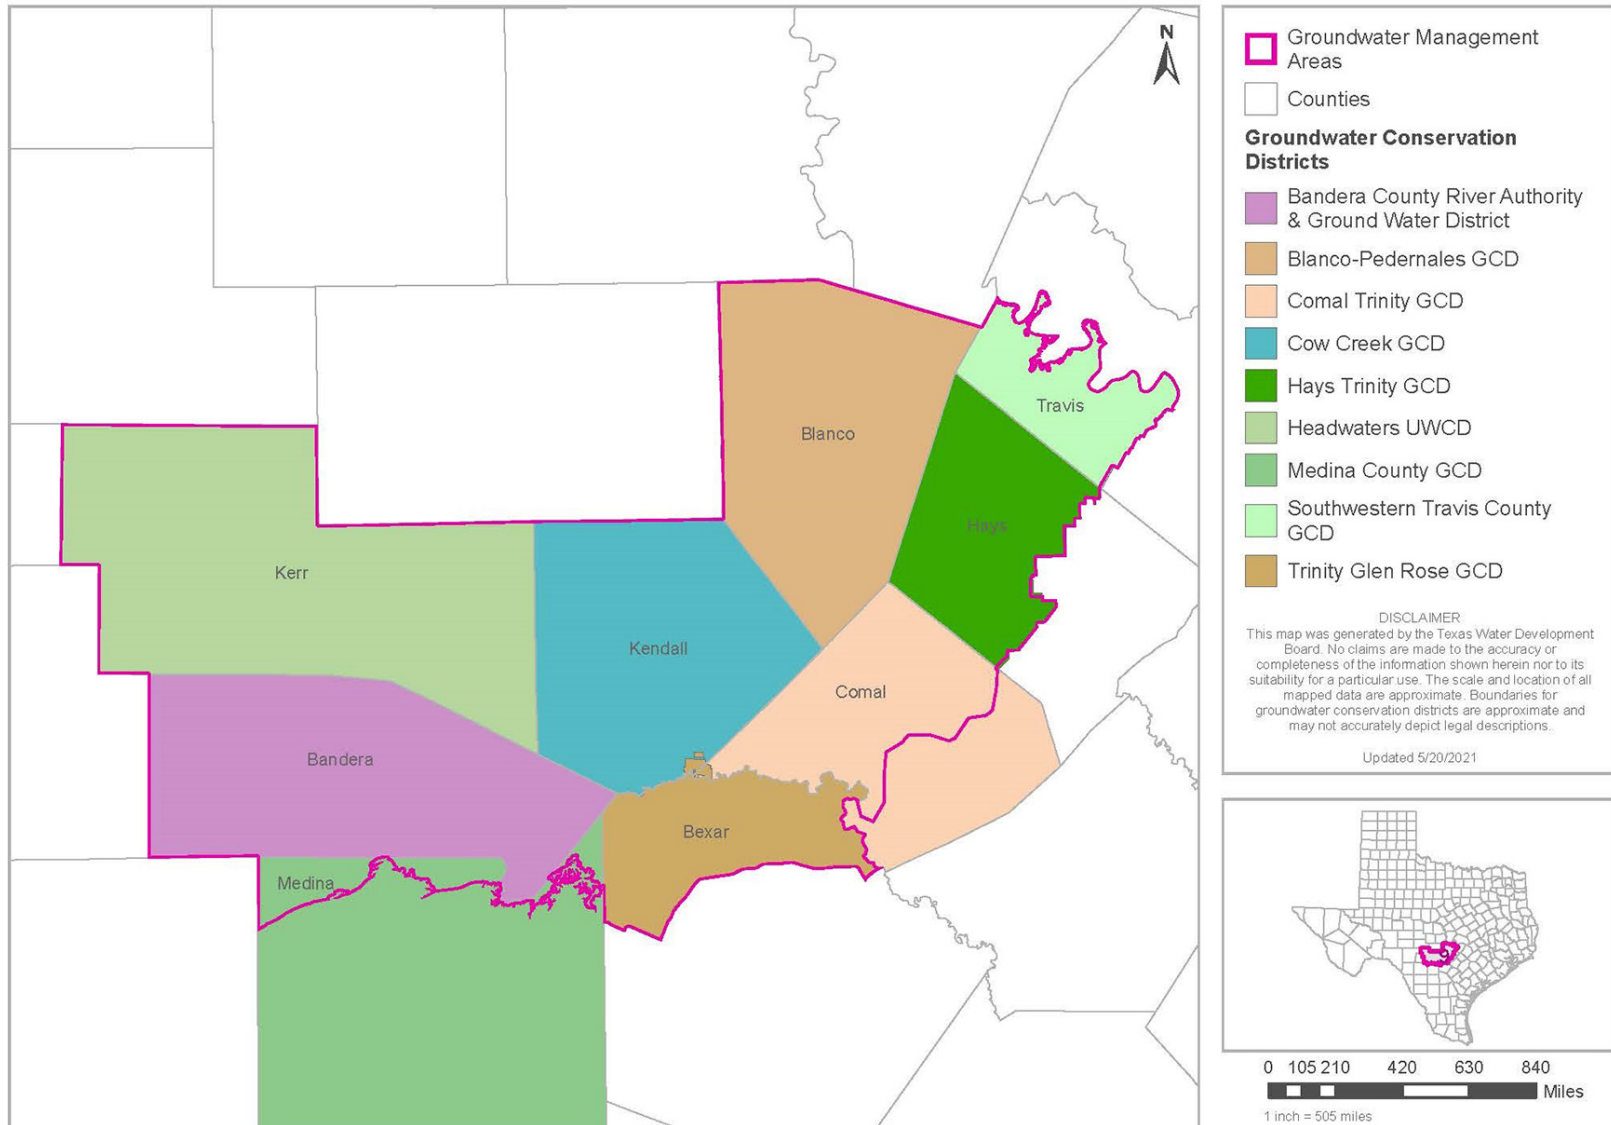 N
Travis
Blanco
Hays
Kerr
Kendall
Comal
Bandera
Bexar
Medina
Groundwater Management
Areas
Counties
Groundwater Conservation
Districts
Bandera County River Authority
& Ground Water District
Blanco-Pedernales GCD
Comal Trinity GCD
Cow Creek GCD
Hays Trinity GCD
Headwaters UWCD
Medina County GCD
Southwestern Travis County
GCD
Trinity Glen Rose GCD
DISCLAIMER
This map was generated by the Texas Water Development
Board. No claims are made to the accuracy or
completeness of the information shown herein nor to its
suitability for a particular use. The scale and location of all
mapped data are approximate. Boundaries for
groundwater conservation districts are approximate and
may not accurately depict legal descriptions.
Updated 5/20/2021
9
0 105 210 420 630 840
Miles
1 inch = 505 miles